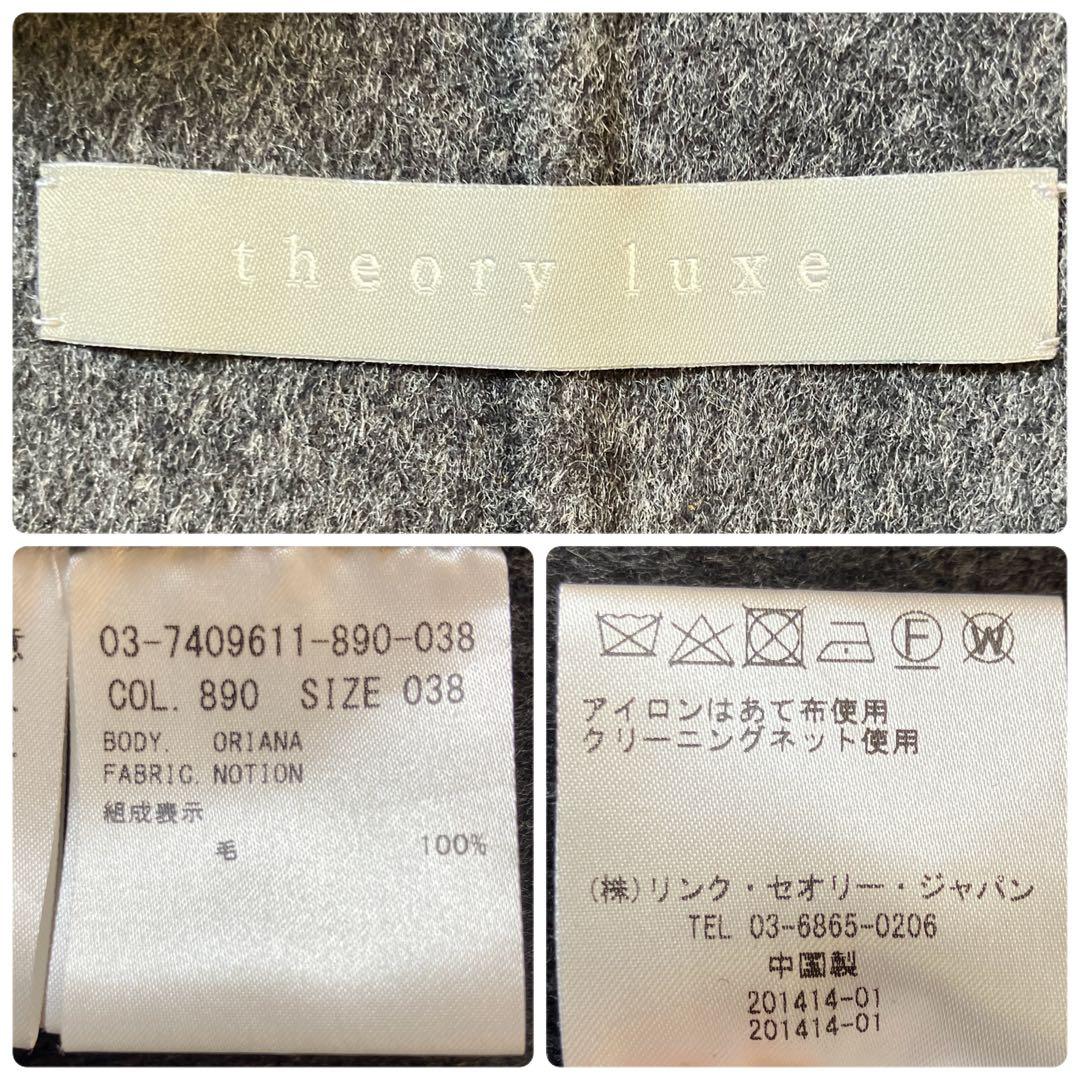 theory luxe
03-7409611-890-038
COL. 890 SIZE 038
BODY. ORIANA
FABRIC. NOTION
組成表示
毛 100%
F W
アイロンはあて布使用
クリーニングネット使用
(株)リンク・セオリー・ジャパン
TEL 03-6865-0206
中国製
201414-01
201414-01